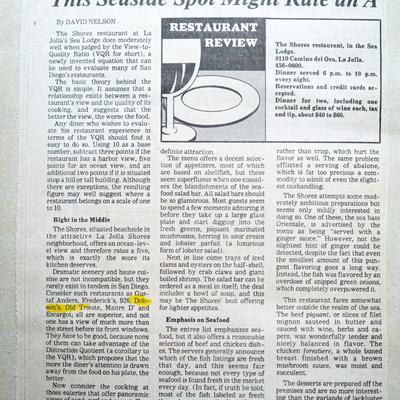 This Seaside Spot Might Rate an A
By DAVID NELSON
The Shores restaurant at La
Jolla's Sea Lodge does moderately
well when judged by the View-to-
Quality Ratio (VQR for short), a
newly invented equation that can
be used to evaluate many of San
Diego's restaurants.
The basic theory behind the
VQR is simple. It assumes that a
relationship exists between a res-
taurant's view and the quality of its
cooking, and suggests that the
better the view, the worse the food.
Any diner who wishes to evalua-
te his restaurant experience in
terms of the VQR should find it
easy to do so. Using 10 as a base
number, subtract three points if the
restaurant has a harbor view, five
points for an ocean view, and an
additional two points if it is situated
atop a hill or tall building. Although
there are exceptions, the resulting
figure may well suggest where a
restaurant belongs on a scale of one
to 10.
Right in the Middle
The Shores, situated beachside in
the attractive La Jolla Shores
neighborhood, offers an ocean-lev-
el view and therefore rates a five,
which is exactly the score its
kitchen deserves.
Dramatic scenery and haute cui-
sine are not incompatible, but they
rarely exist in tandem in San Diego.
Consider such restaurants as Gus-
taf Anders, Frederick's, 926, Dob-
son's, Old Trieste, Maitre D' and
Escargot; all are superior, and not
one has a view of much more than
the street before its front windows.
They have to be good, because none
of them can take advantage of the
Distraction Quotient (a corollary to
the VQR), which proposes that the
more the diner's attention is drawn
away from the food on his plate, the
better.
Now consider the cooking at
those eateries that offer panoramic
RESTAURANT
REVIEW
The Shores restaurant, in the Sea
Lodge.
8110 Camino del Oro, La Jolla.
456-0600.
Dinner served 6 p.m. to 10 p.m.
every night.
Reservations and credit cards ac-
cepted.
Dinner for two, including one
cocktail and glass of wine each, tax
and tip, about $40 to $60.
definite attraction.
The menu offers a decent selec-
tion of appetizers, most of which
are based on shellfish, but these
seem superfluous when one consid-
ers the blandishments of the sea-
food salad bar. All salad bars should
be so glamorous. Most guests seem
to spend a few moments admiring it
before they take up a large glass
plate and start digging into the
fresh greens, piquant marinated
mushrooms, herring in sour cream
and lobster parfait (a luxurious
form of lobster salad).
Next in line come trays of iced
clams and oysters on the half-shell,
followed by crab claws and giant
boiled shrimp. The salad bar can be
ordered as a meal in itself; the deal
includes a bowl of soup, and this
may be The Shores' best offering
for lighter appetites.
Emphasis on Seafood
The entree list emphasizes sea-
food, but it also offers a reasonable
selection of beef and chicken dish-
es. The servers generally announce
which of the fish listings are fresh
that day, and this seems fair
enough, because not every type of
seafood is found fresh in the market
every day. (In fact, if truth be told,
most of the fish listed as fresh
rather than crisp, which hurt the
flavor as well. The same problem
afflicted a serving of abalone,
which is far too precious a com-
modity to admit of even the slight-
est mishandling.
The Shores attempts some mod-
erately ambitious preparations but
seems only mildly interested in
doing so. One of these, the sea bass
Orientale, is advertised by the
menu as being "served with a
ginger sauce." However, not the
slightest hint of ginger could be
detected, despite the fact that even
the smallest amount of this pun-
gent flavoring goes a long way.
Instead, the fish was flavored by an
overdose of snipped green onions,
which completely overpowered it.
This restaurant fares somewhat
better outside the realm of the sea.
The beef piquant, or slices of filet
mignon sauteed in butter and
sauced with wine, herbs and ca-
pers, was wonderfully tender and
nicely balanced in flavor. The
chicken forestiere, a whole boned
breast finished with a brown
mushroom sauce, was moist and
perfumed.
The desserts are prepared off the
premises and are no more interest-
ing than the garlands of lackluster